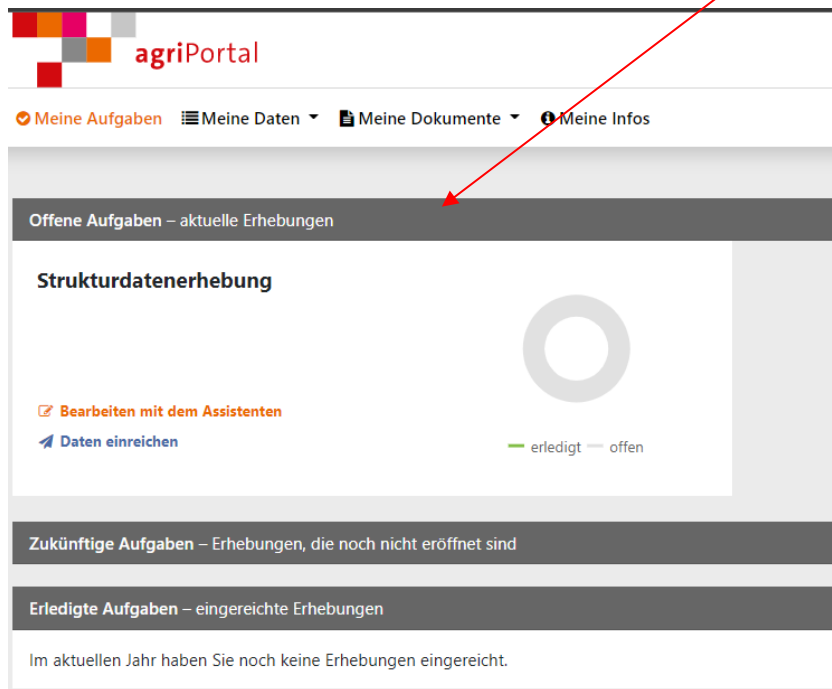 agriPortal
Meine Aufgaben Meine Daten Meine Dokumente Meine Infos
Offene Aufgaben – aktuelle Erhebungen
Strukturdatenerhebung
Bearbeiten mit dem Assistenten
Daten einreichen
erledigt offen
Zukünftige Aufgaben – Erhebungen, die noch nicht eröffnet sind
Erledigte Aufgaben – eingereichte Erhebungen
Im aktuellen Jahr haben Sie noch keine Erhebungen eingereicht.